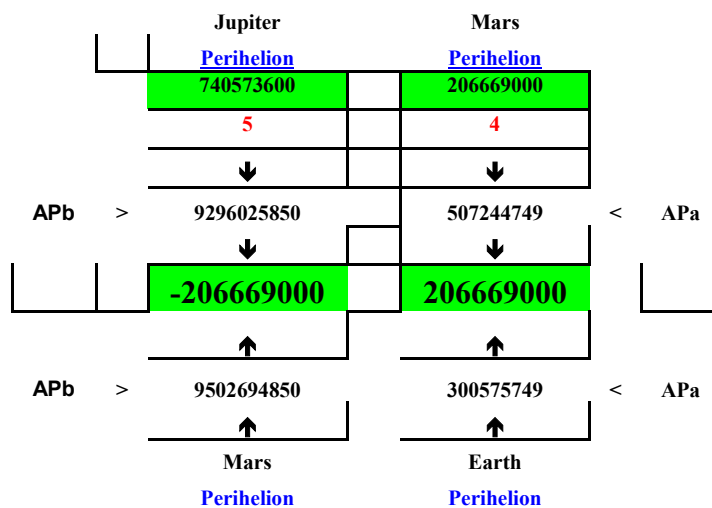 Jupiter Mars
Perihelion Perihelion
740573600 206669000
5 4
🡳 🡳
APb > 9296025850 507244749 < APa
🡳 🡳
-206669000 206669000
🡱 🡱
APb > 9502694850 300575749 < APa
🡱 🡱
Mars Earth
Perihelion Perihelion